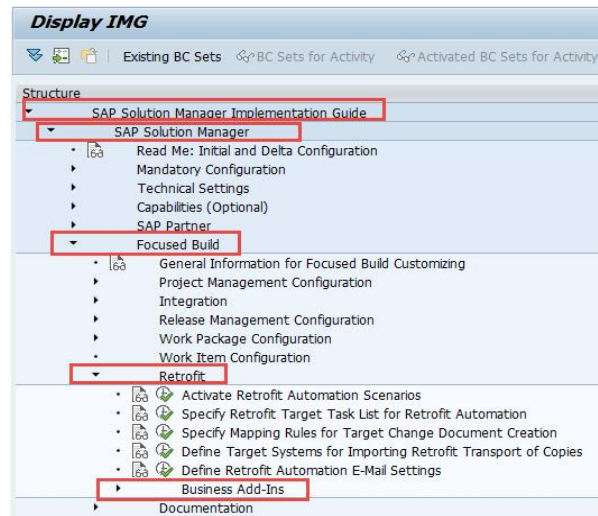 Display IMG
Existing BC Sets BC Sets for Activity Activated BC Sets for Activity
Structure
SAP Solution Manager Implementation Guide
SAP Solution Manager
Read Me: Initial and Delta Configuration
Mandatory Configuration
Technical Settings
Capabilities (Optional)
SAP Partner
Focused Build
General Information for Focused Build Customizing
Project Management Configuration
Integration
Release Management Configuration
Work Package Configuration
Work Item Configuration
Retrofit
Activate Retrofit Automation Scenarios
Specify Retrofit Target Task List for Retrofit Automation
Specify Mapping Rules for Target Change Document Creation
Define Target Systems for Importing Retrofit Transport of Copies
Define Retrofit Automation E-Mail Settings
Business Add-Ins
Documentation